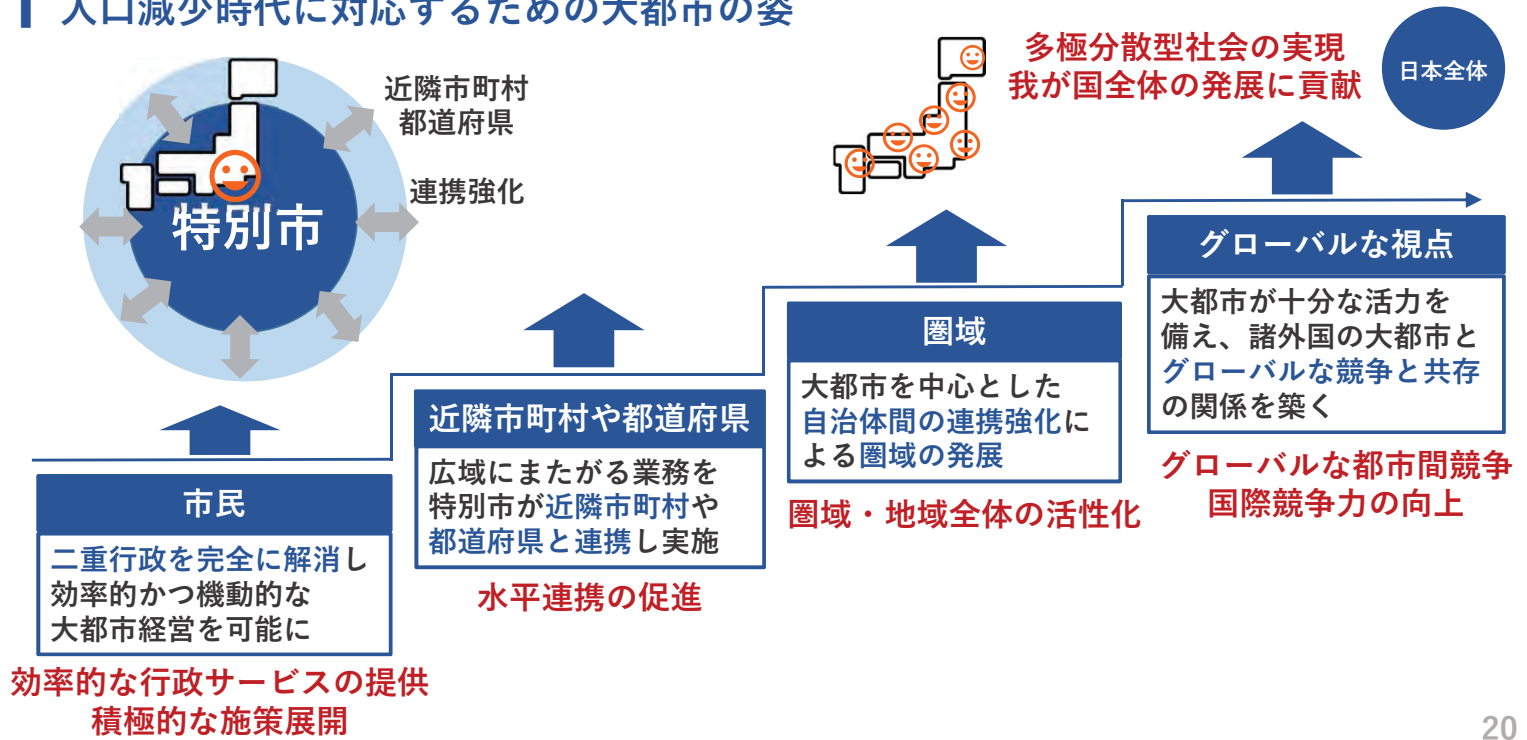 人口減少時代に対応するための大都市の姿
近隣市町村
都道府県
連携強化
特別市
多極分散型社会の実現
我が国全体の発展に貢献
日本全体
市民
二重行政を完全に解消し
効率的かつ機動的な
大都市経営を可能に
効率的な行政サービスの提供
積極的な施策展開
近隣市町村や都道府県
広域にまたがる業務を
特別市が近隣市町村や
都道府県と連携し実施
水平連携の促進
圏域
大都市を中心とした
自治体間の連携強化に
よる圏域の発展
圏域・地域全体の活性化
グローバルな視点
大都市が十分な活力を
備え、諸外国の大都市と
グローバルな競争と共存
の関係を築く
グローバルな都市間競争
国際競争力の向上
20